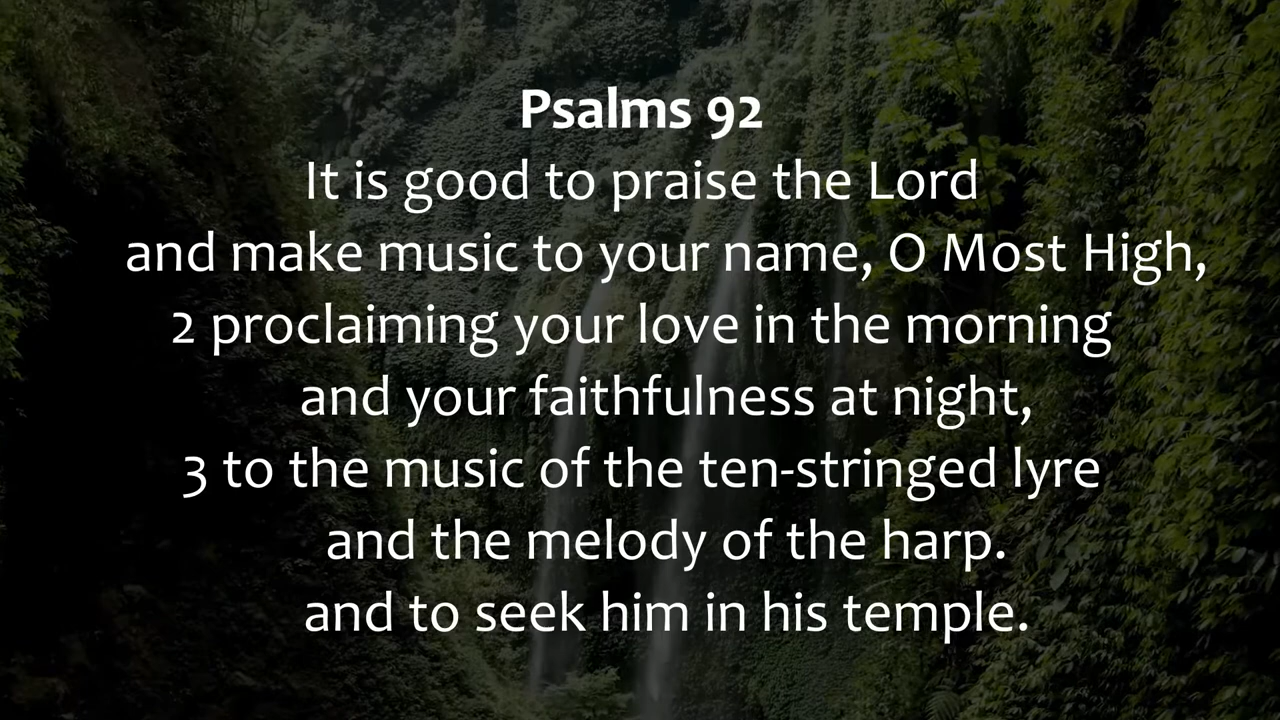 Psalms 92
It is good to praise the Lord
and make music to your name, O Most High,
2 proclaiming your love in the morning
and your faithfulness at night,
3 to the music of the ten-stringed lyre
and the melody of the harp.
and to seek him in his temple.